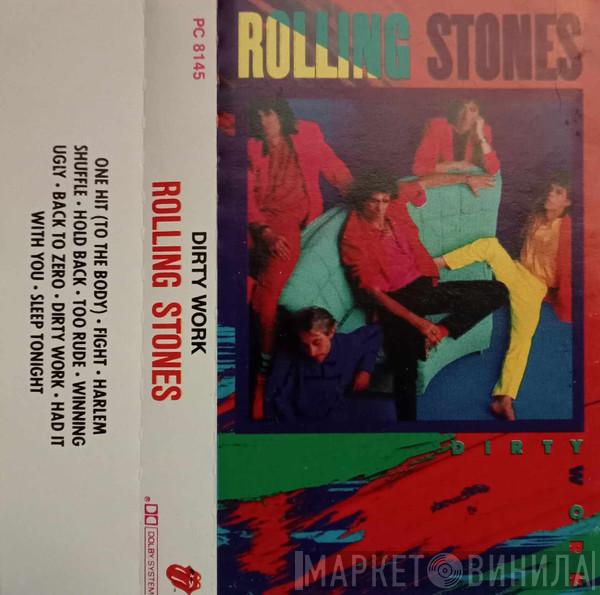 PC 8145
DIRTY WORK
ROLLING STONES
ONE HIT (TO THE BODY) • FIGHT • HARLEM
SHUFFLE • HOLD BACK • TOO RUDE • WINNING
UGLY • BACK TO ZERO • DIRTY WORK • HAD IT
WITH YOU • SLEEP TONIGHT
® DOLBY SYSTEM
ROLLING STONES
DIRTY
WORK
МАРКЕТ ВИНИЛА